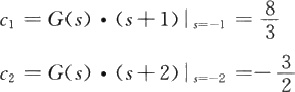 c₁ = G(s) • (s+1) |ₛ₌₋₁ = 8/3
c₂ = G(s) • (s+2) |ₛ₌₋₂ = − 3/2